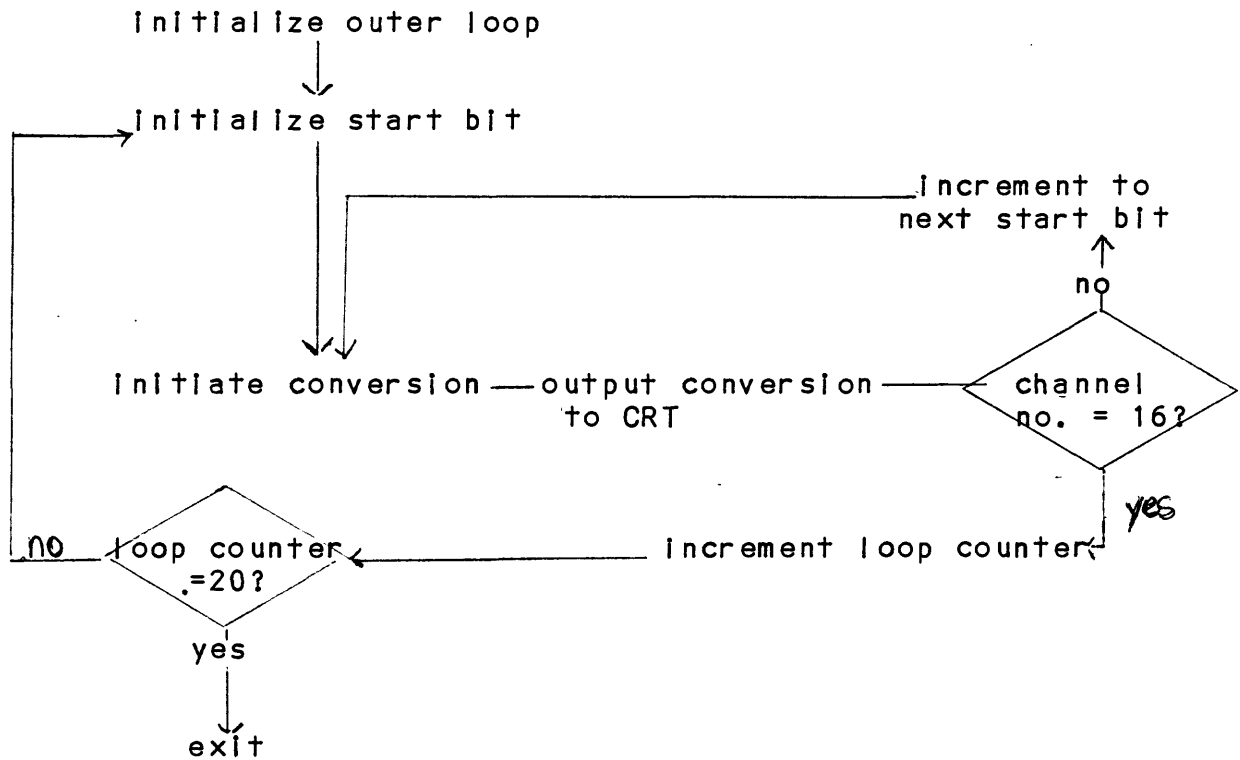 initialize outer loop
initialize start bit
increment to
next start bit
no
initiate conversion
output conversion
to CRT
channel
no. = 16?
yes
increment loop counter
no
loop counter
=20?
yes
exit